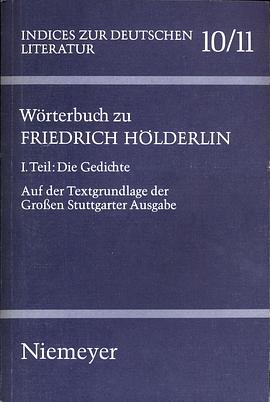 INDICES ZUR DEUTSCHEN
LITERATUR 10/11
Wörterbuch zu
FRIEDRICH HÖLDERLIN
I. Teil: Die Gedichte
Auf der Textgrundlage der
Großen Stuttgarter Ausgabe
Niemeyer